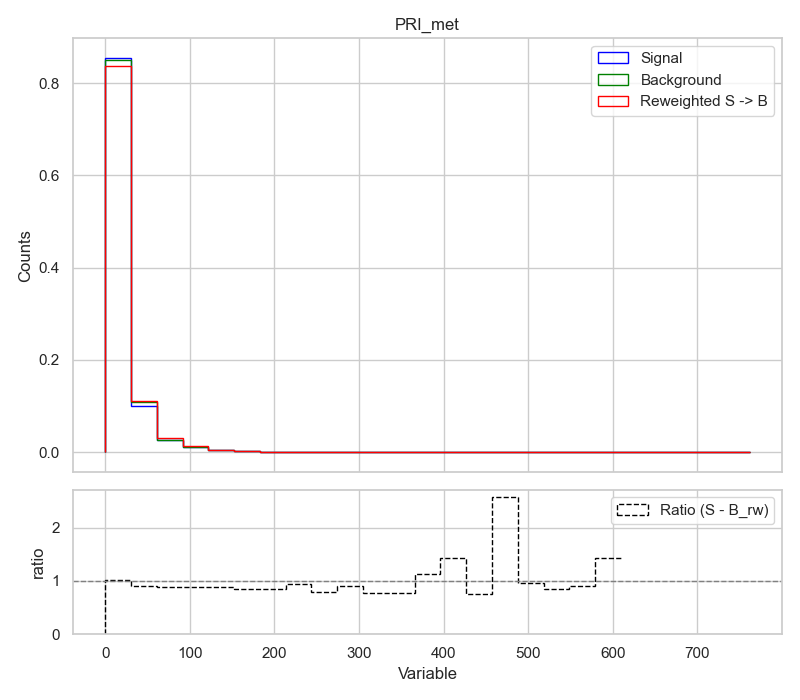 PRI_met
Signal
Background
Reweighted S -> B
Counts
0.8
0.6
0.4
0.2
0.0
Ratio (S - B_rw)
ratio
2
1
0
0 100 200 300 400 500 600 700
Variable